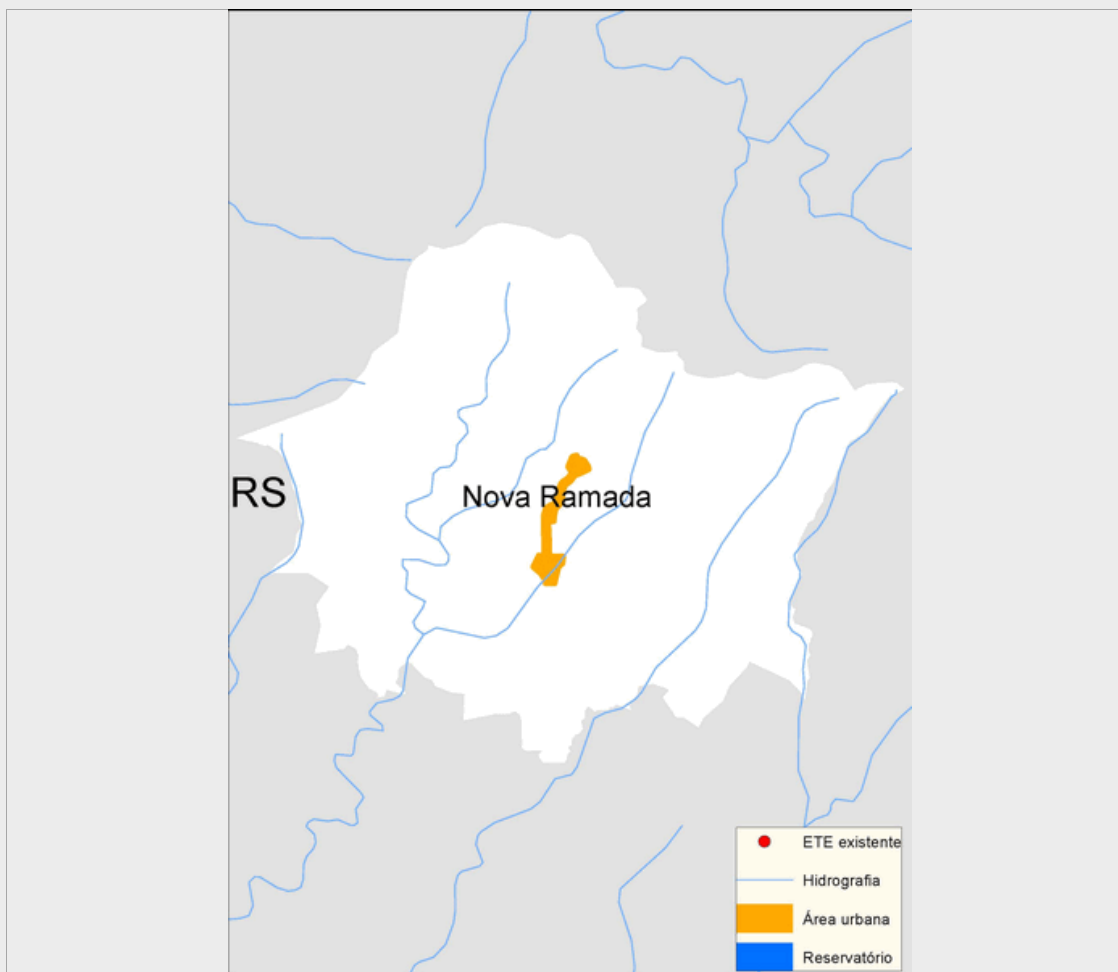 RS
Nova Ramada
ETE existente
Hidrografia
Área urbana
Reservatório